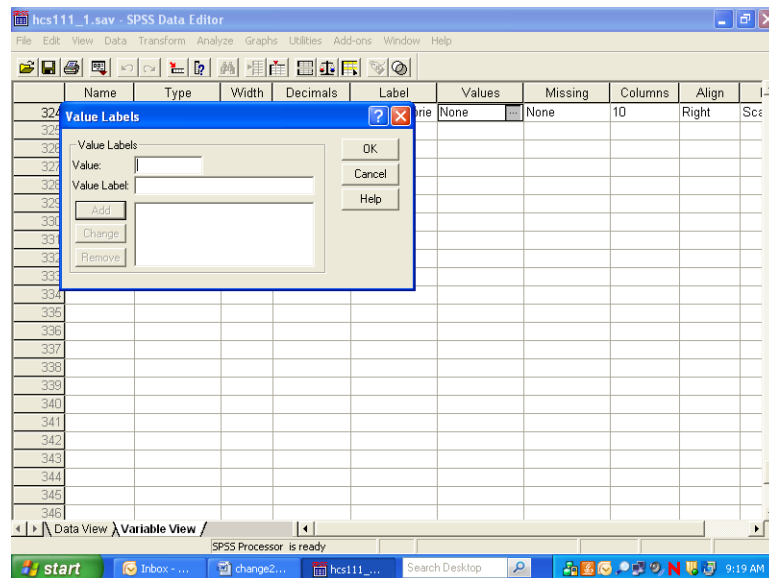 hcs111_1.sav - SPSS Data Editor
File Edit View Data Transform Analyze Graphs Utilities Add-ons Window Help
Name Type Width Decimals Label Values Missing Columns Align
324 brie None None 10 Right Sca
Value Labels
325
326 Value Labels OK
327 Value: Cancel
328 Value Label:
329 Add Help
330
331 Change
332 Remove
333
334
335
336
337
338
339
340
341
342
343
344
345
346
Data View Variable View
SPSS Processor is ready
start Inbox - ... change2... hcs111_... Search Desktop 9:19 AM